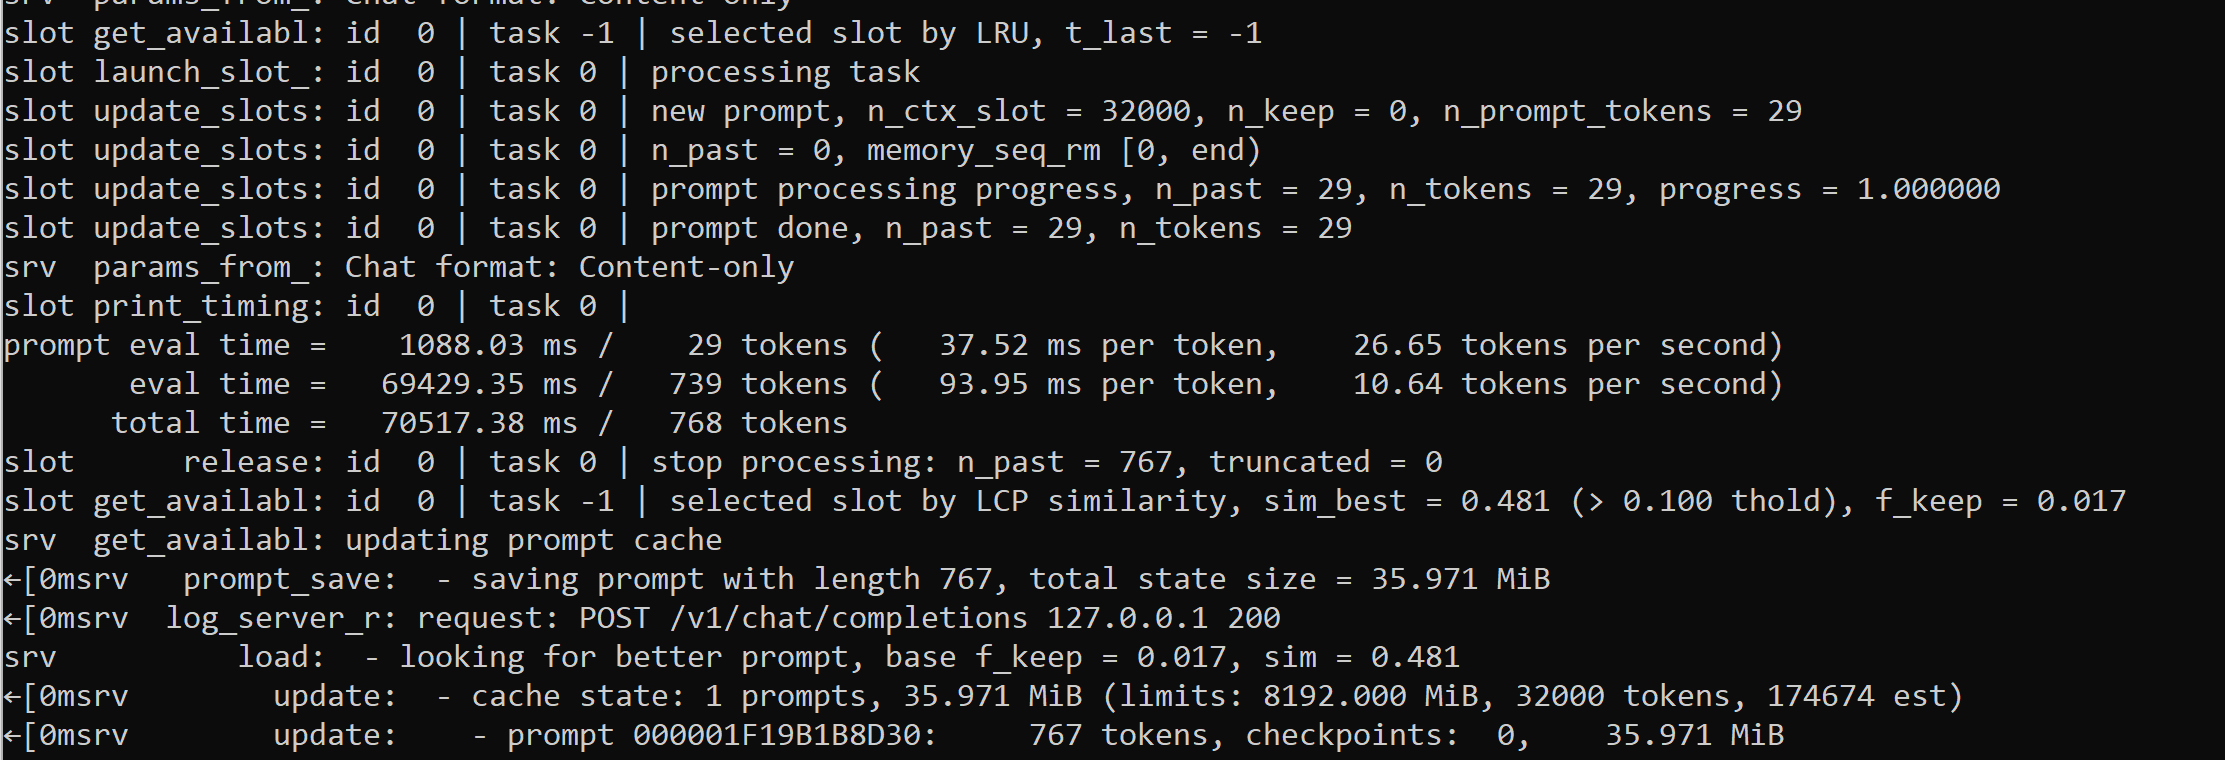 srv  params_from_: Chat format: Content-only
slot get_availabl: id  0 | task -1 | selected slot by LRU, t_last = -1
slot launch_slot_: id  0 | task 0 | processing task
slot update_slots: id  0 | task 0 | new prompt, n_ctx_slot = 32000, n_keep = 0, n_prompt_tokens = 29
slot update_slots: id  0 | task 0 | n_past = 0, memory_seq_rm [0, end)
slot update_slots: id  0 | task 0 | prompt processing progress, n_past = 29, n_tokens = 29, progress = 1.000000
slot update_slots: id  0 | task 0 | prompt done, n_past = 29, n_tokens = 29
srv  params_from_: Chat format: Content-only
slot print_timing: id  0 | task 0 |
prompt eval time =    1088.03 ms /    29 tokens (   37.52 ms per token,    26.65 tokens per second)
       eval time =   69429.35 ms /   739 tokens (   93.95 ms per token,    10.64 tokens per second)
      total time =   70517.38 ms /   768 tokens
slot      release: id  0 | task 0 | stop processing: n_past = 767, truncated = 0
slot get_availabl: id  0 | task -1 | selected slot by LCP similarity, sim_best = 0.481 (> 0.100 thold), f_keep = 0.017
srv  get_availabl: updating prompt cache
←[0msrv   prompt_save:  - saving prompt with length 767, total state size = 35.971 MiB
←[0msrv  log_server_r: request: POST /v1/chat/completions 127.0.0.1 200
srv          load:  - looking for better prompt, base f_keep = 0.017, sim = 0.481
←[0msrv        update:  - cache state: 1 prompts, 35.971 MiB (limits: 8192.000 MiB, 32000 tokens, 174674 est)
←[0msrv        update:    - prompt 000001F19B1B8D30:     767 tokens, checkpoints:  0,    35.971 MiB